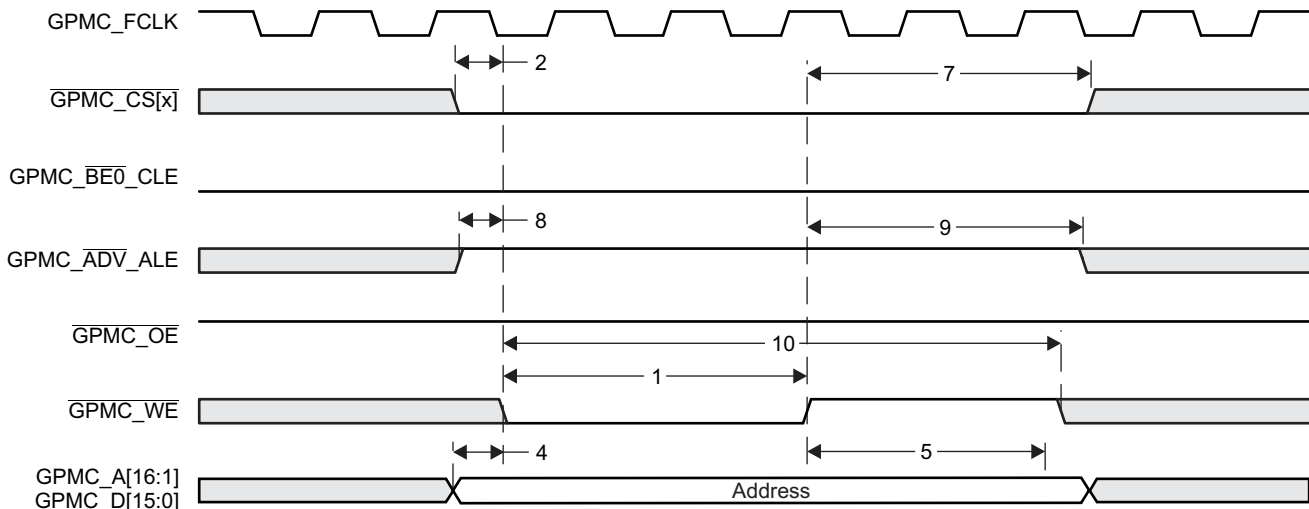 GPMC_FCLK
2
7
GPMC_CS[x]
GPMC_BE0_CLE
8
9
GPMC_ADV_ALE
GPMC_OE
10
1
GPMC_WE
4
5
GPMC_A[16:1]
GPMC_D[15:0]
Address